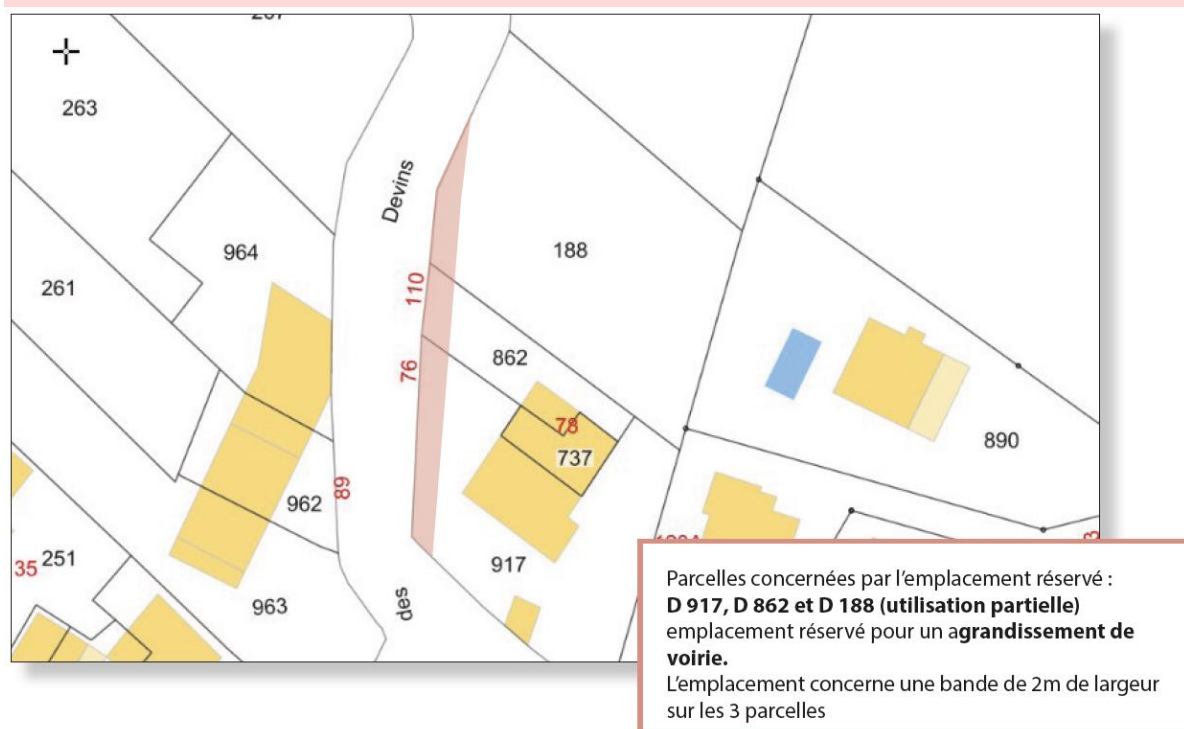 263
Devins
964
188
261
110
862
76
78
737
890
962
89
251
35
917
963
des
Parcelles concernées par l'emplacement réservé :
D 917, D 862 et D 188 (utilisation partielle)
emplacement réservé pour un agrandissement de
voirie.
L'emplacement concerne une bande de 2m de largeur
sur les 3 parcelles